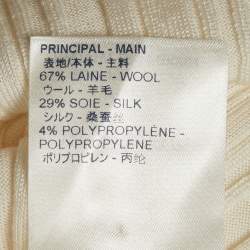 PRINCIPAL - MAIN
表地/本体 - 主料
67% LAINE - WOOL
ウール - 羊毛
29% SOIE - SILK
シルク - 桑蚕丝
4% POLYPROPYLÈNE -
POLYPROPYLENE
ポリプロピレン - 丙纶